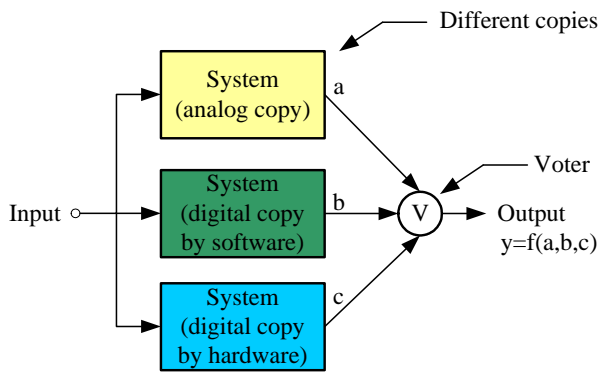 Different copies
System
(analog copy)
a
System
(digital copy
by software)
b
Voter
Input
V
Output
y=f(a,b,c)
System
(digital copy
by hardware)
c